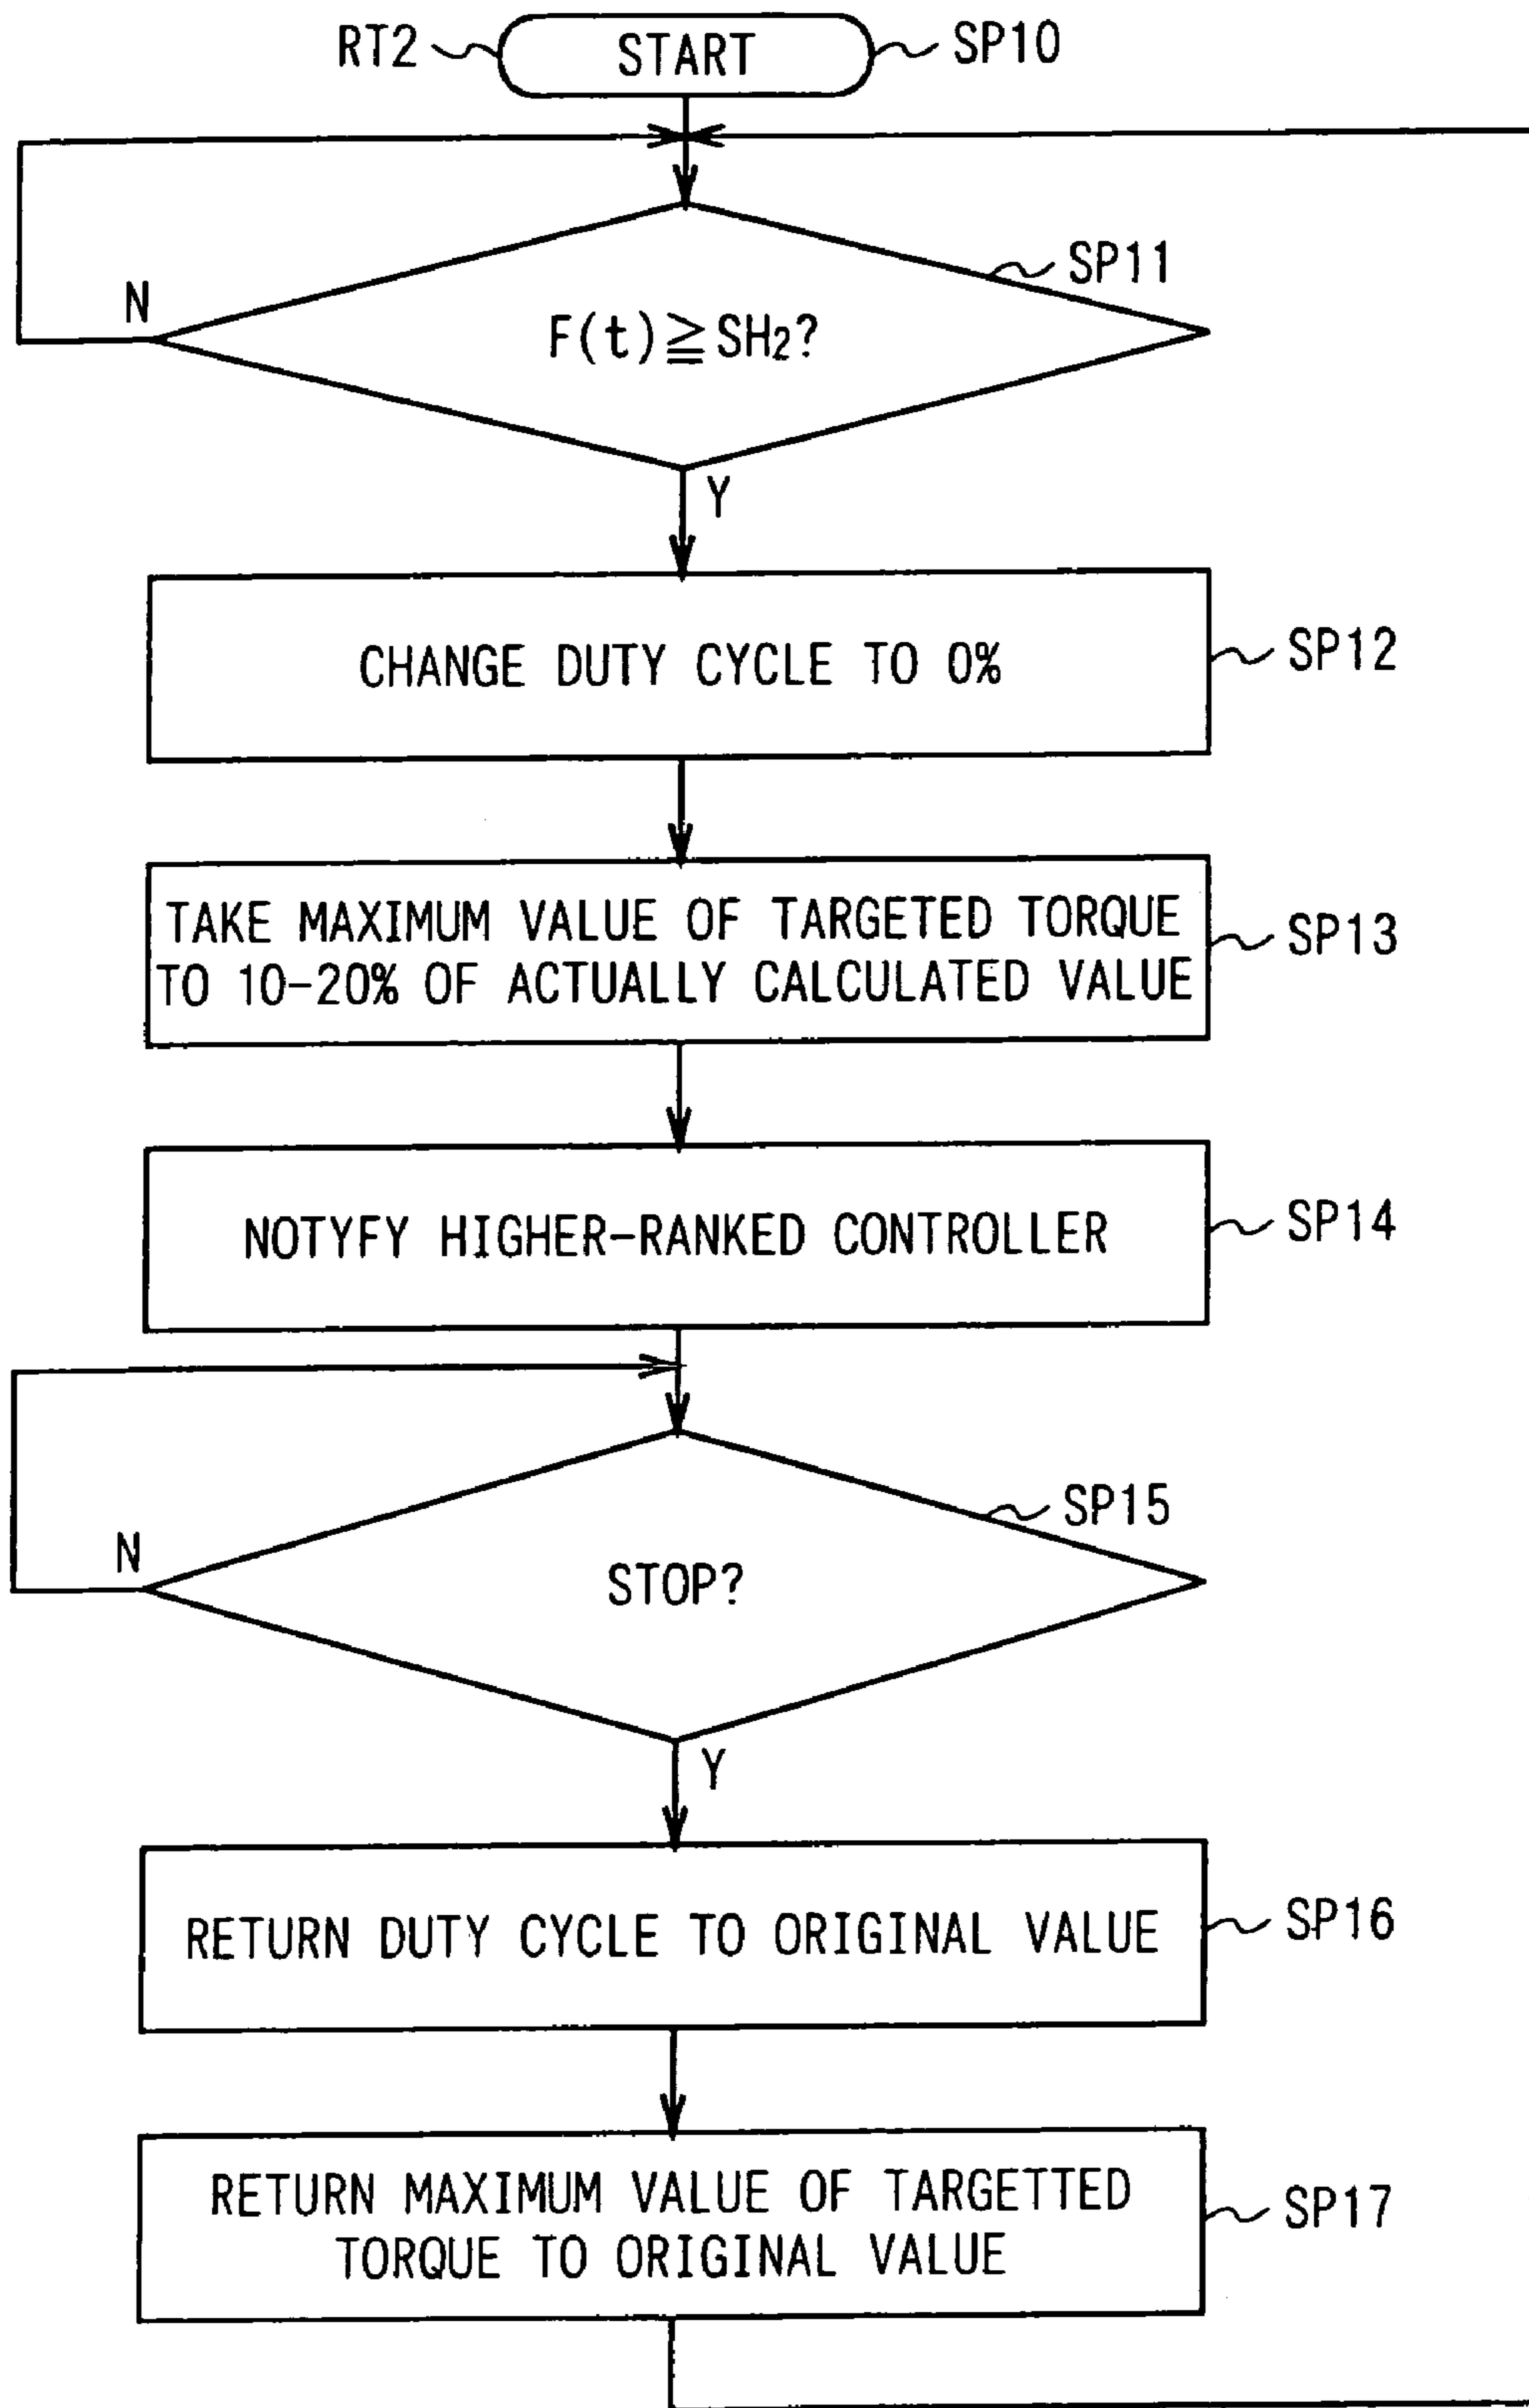 RT2
START
SP10
SP11
N
F(t)≧SH2?
Y
CHANGE DUTY CYCLE TO 0%
SP12
TAKE MAXIMUM VALUE OF TARGETED TORQUE
TO 10-20% OF ACTUALLY CALCULATED VALUE
SP13
NOTYFY HIGHER-RANKED CONTROLLER
SP14
SP15
N
STOP?
Y
RETURN DUTY CYCLE TO ORIGINAL VALUE
SP16
RETURN MAXIMUM VALUE OF TARGETTED
TORQUE TO ORIGINAL VALUE
SP17